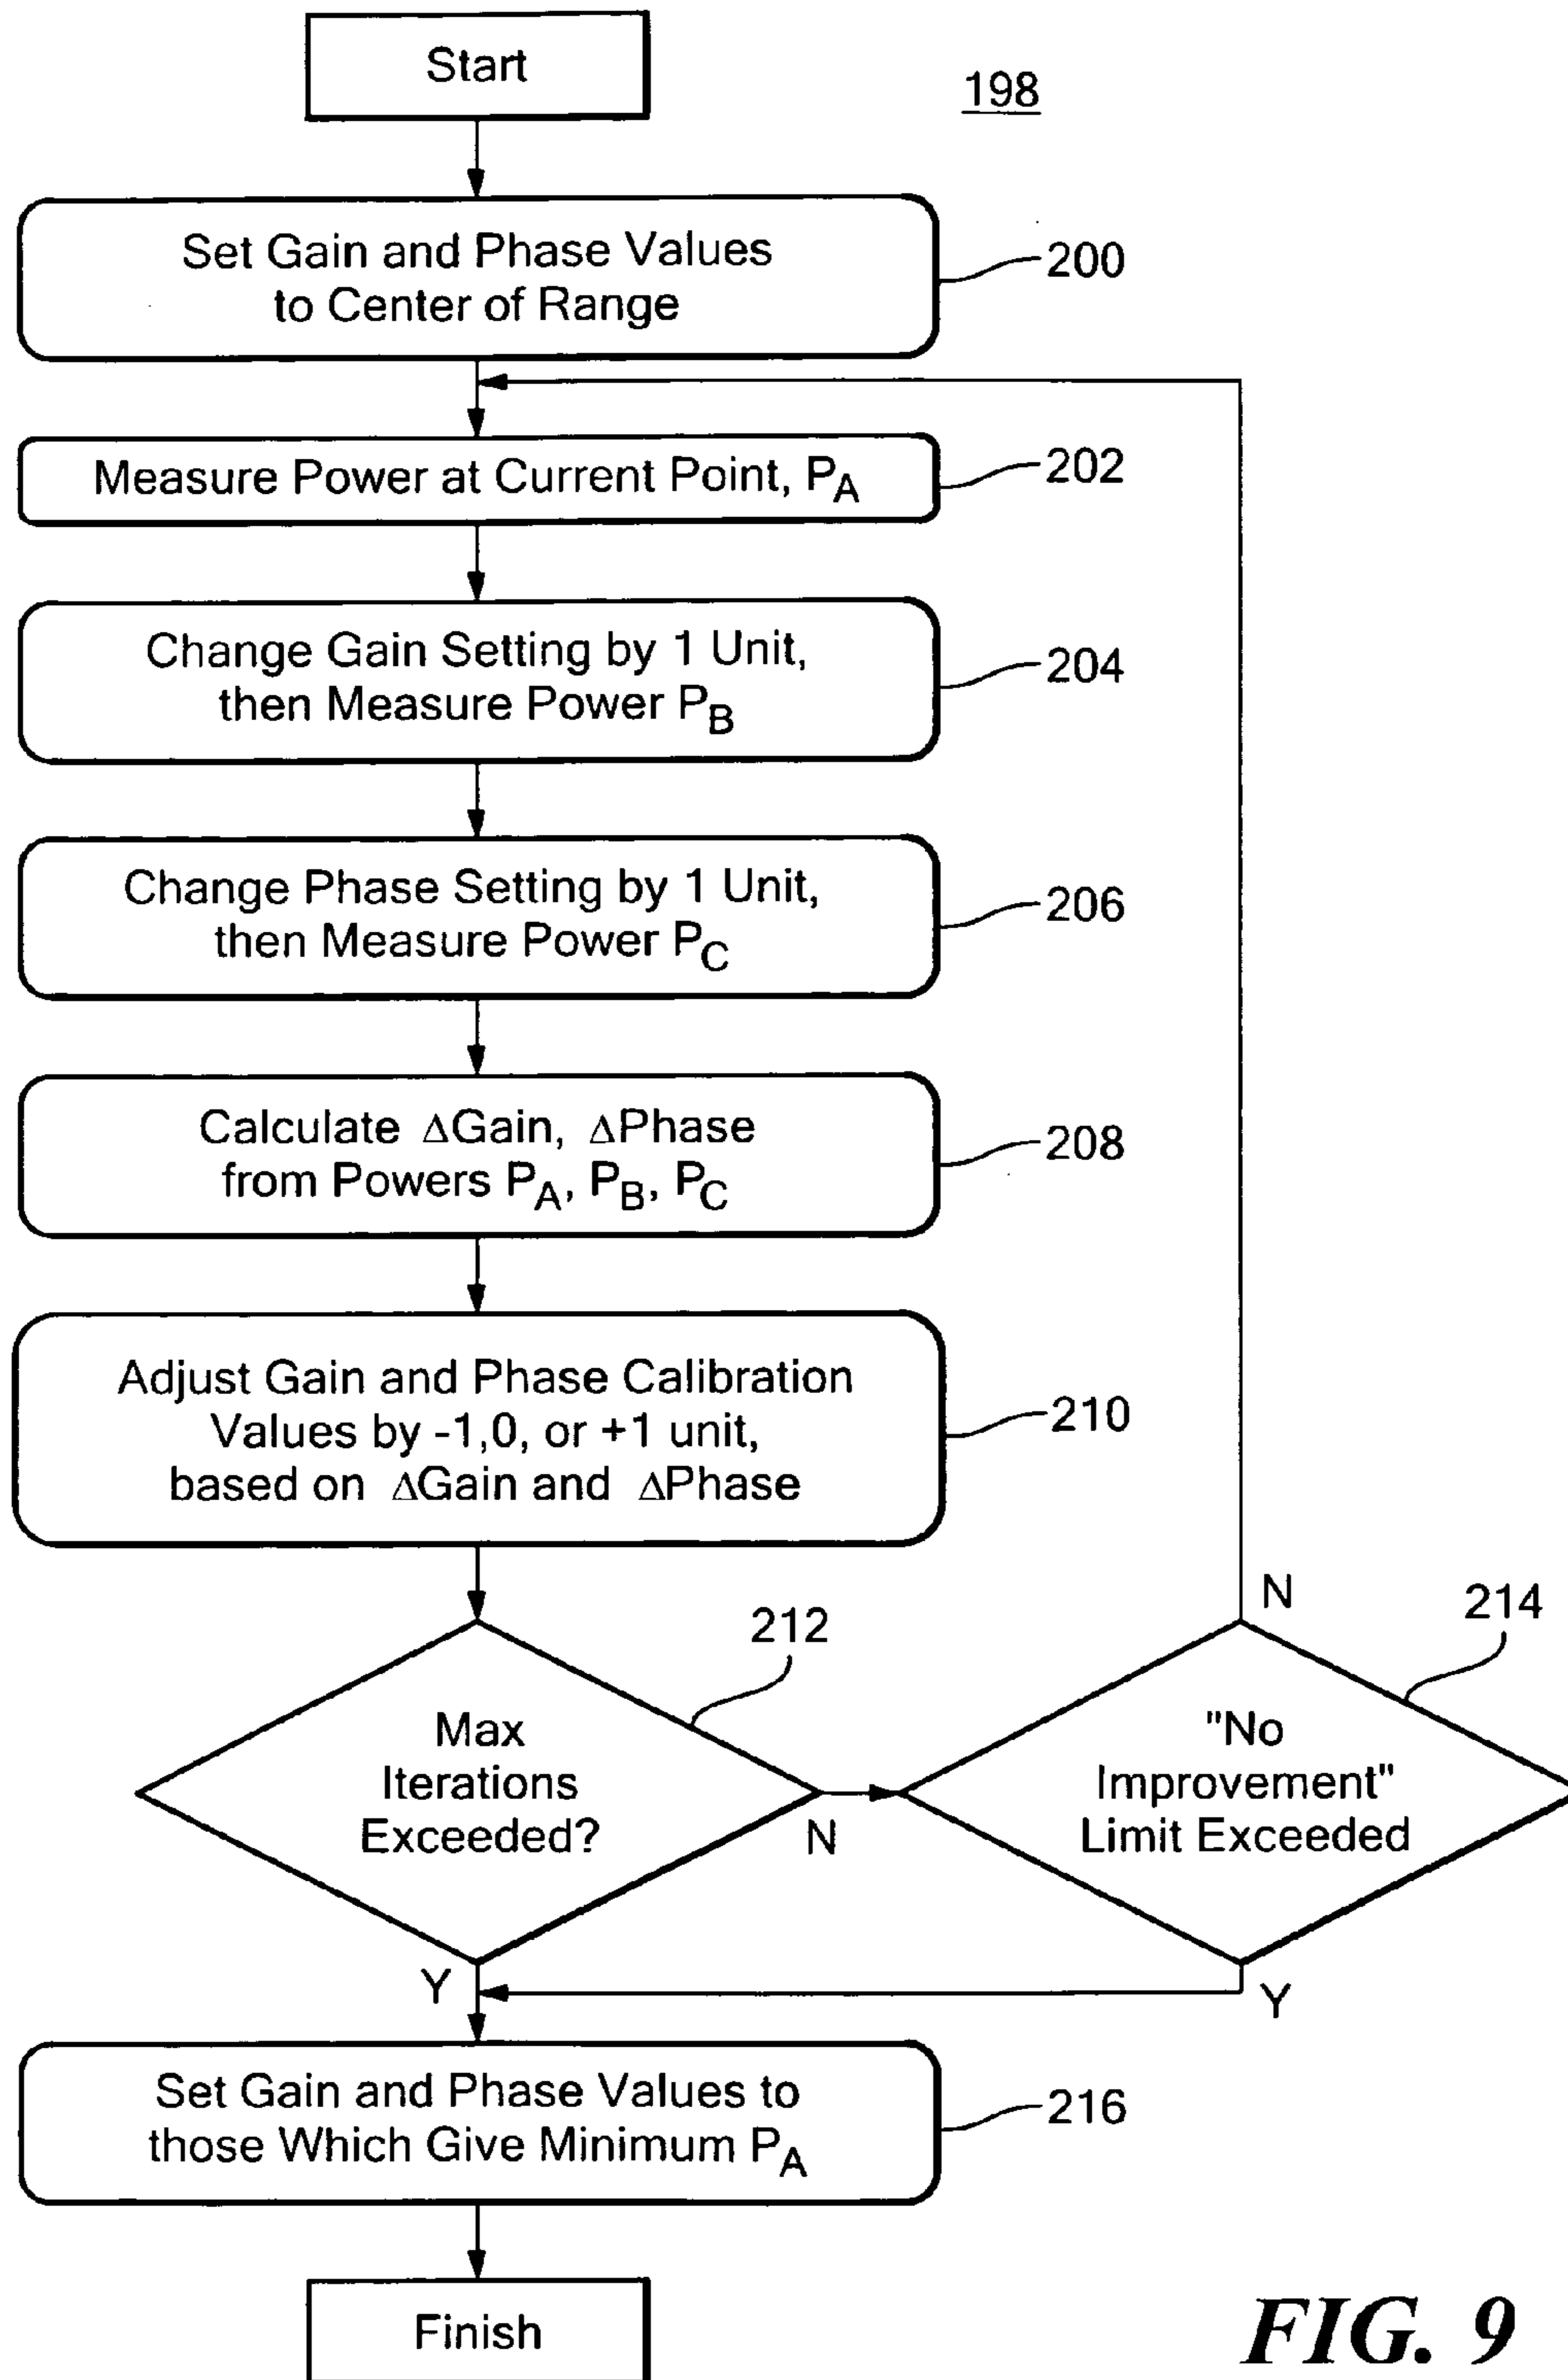 Start
198
Set Gain and Phase Values
to Center of Range
200
Measure Power at Current Point, PA
202
Change Gain Setting by 1 Unit,
then Measure Power PB
204
Change Phase Setting by 1 Unit,
then Measure Power PC
206
Calculate ΔGain, ΔPhase
from Powers PA, PB, PC
208
Adjust Gain and Phase Calibration
Values by -1,0, or +1 unit,
based on ΔGain and ΔPhase
210
Max
Iterations
Exceeded?
212
N
"No
Improvement"
Limit Exceeded
214
N
Y
Y
Set Gain and Phase Values to
those Which Give Minimum PA
216
Finish
FIG. 9